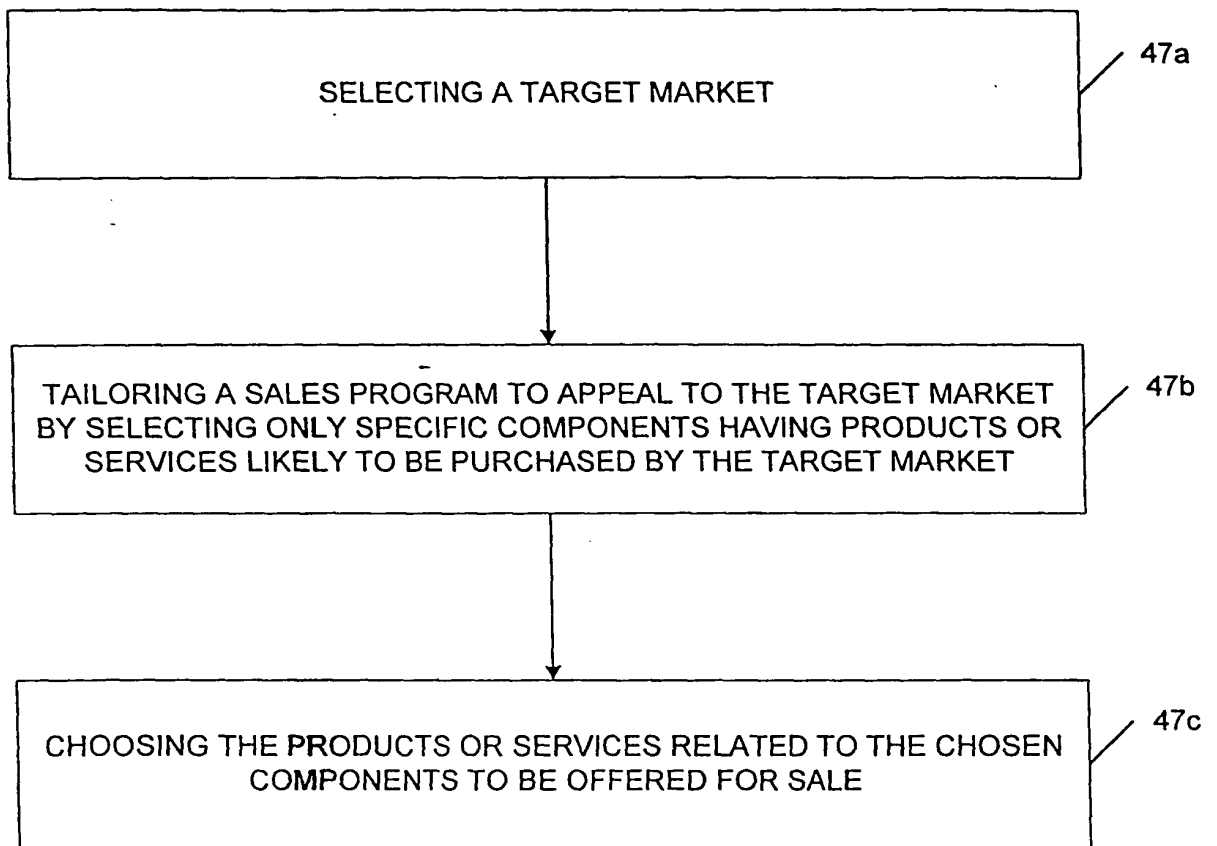 SELECTING A TARGET MARKET
47a
TAILORING A SALES PROGRAM TO APPEAL TO THE TARGET MARKET
BY SELECTING ONLY SPECIFIC COMPONENTS HAVING PRODUCTS OR
SERVICES LIKELY TO BE PURCHASED BY THE TARGET MARKET
47b
CHOOSING THE PRODUCTS OR SERVICES RELATED TO THE CHOSEN
COMPONENTS TO BE OFFERED FOR SALE
47c